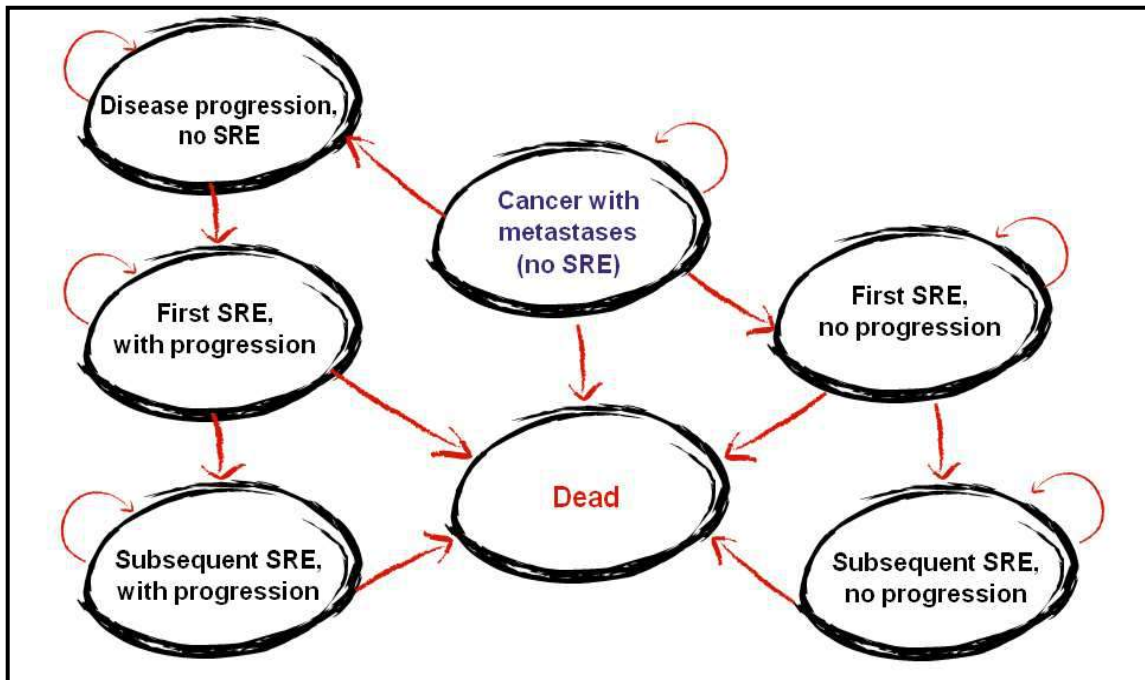 Disease progression,
no SRE
Cancer with
metastases
(no SRE)
First SRE,
with progression
First SRE,
no progression
Dead
Subsequent SRE,
with progression
Subsequent SRE,
no progression